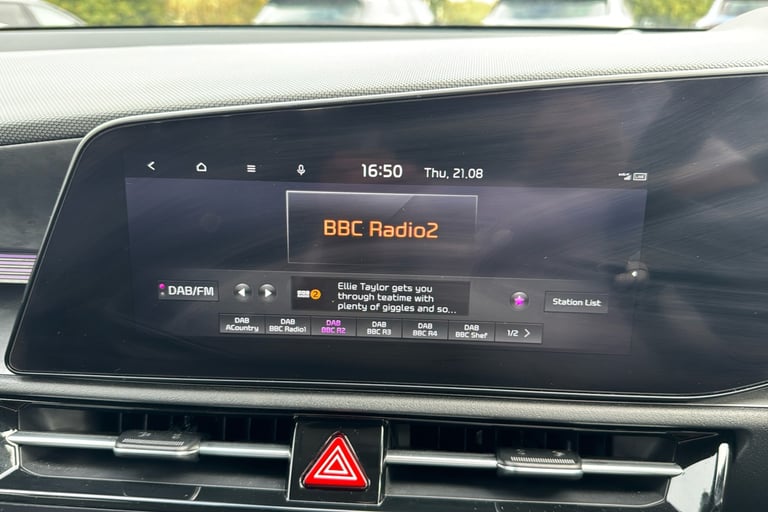 16:50 Thu, 21.08
BBC Radio2
DAB/FM
BBC 2
Ellie Taylor gets you
through teatime with
plenty of giggles and so...
Station List
DAB ACountry
DAB BBC Radio1
DAB BBC R2
DAB BBC R3
DAB BBC R4
DAB BBC Shef
1/2 >